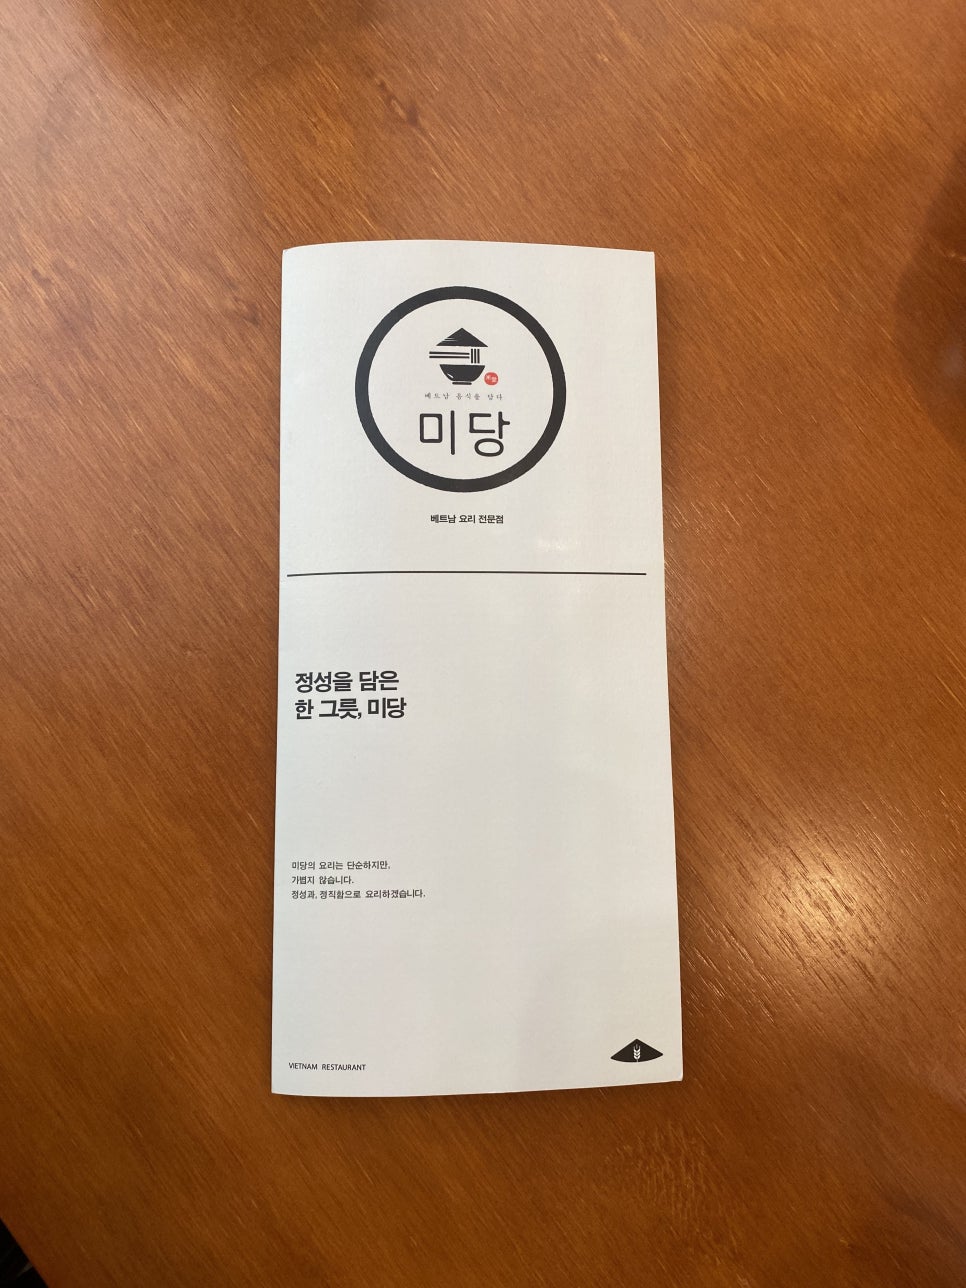 베트남 음식을 담다
미당
베트남 요리 전문점
정성을 담은
한 그릇, 미당
미당의 요리는 단순하지만,
가볍지 않습니다.
정성과, 정직함으로 요리하겠습니다.
VIETNAM RESTAURANT